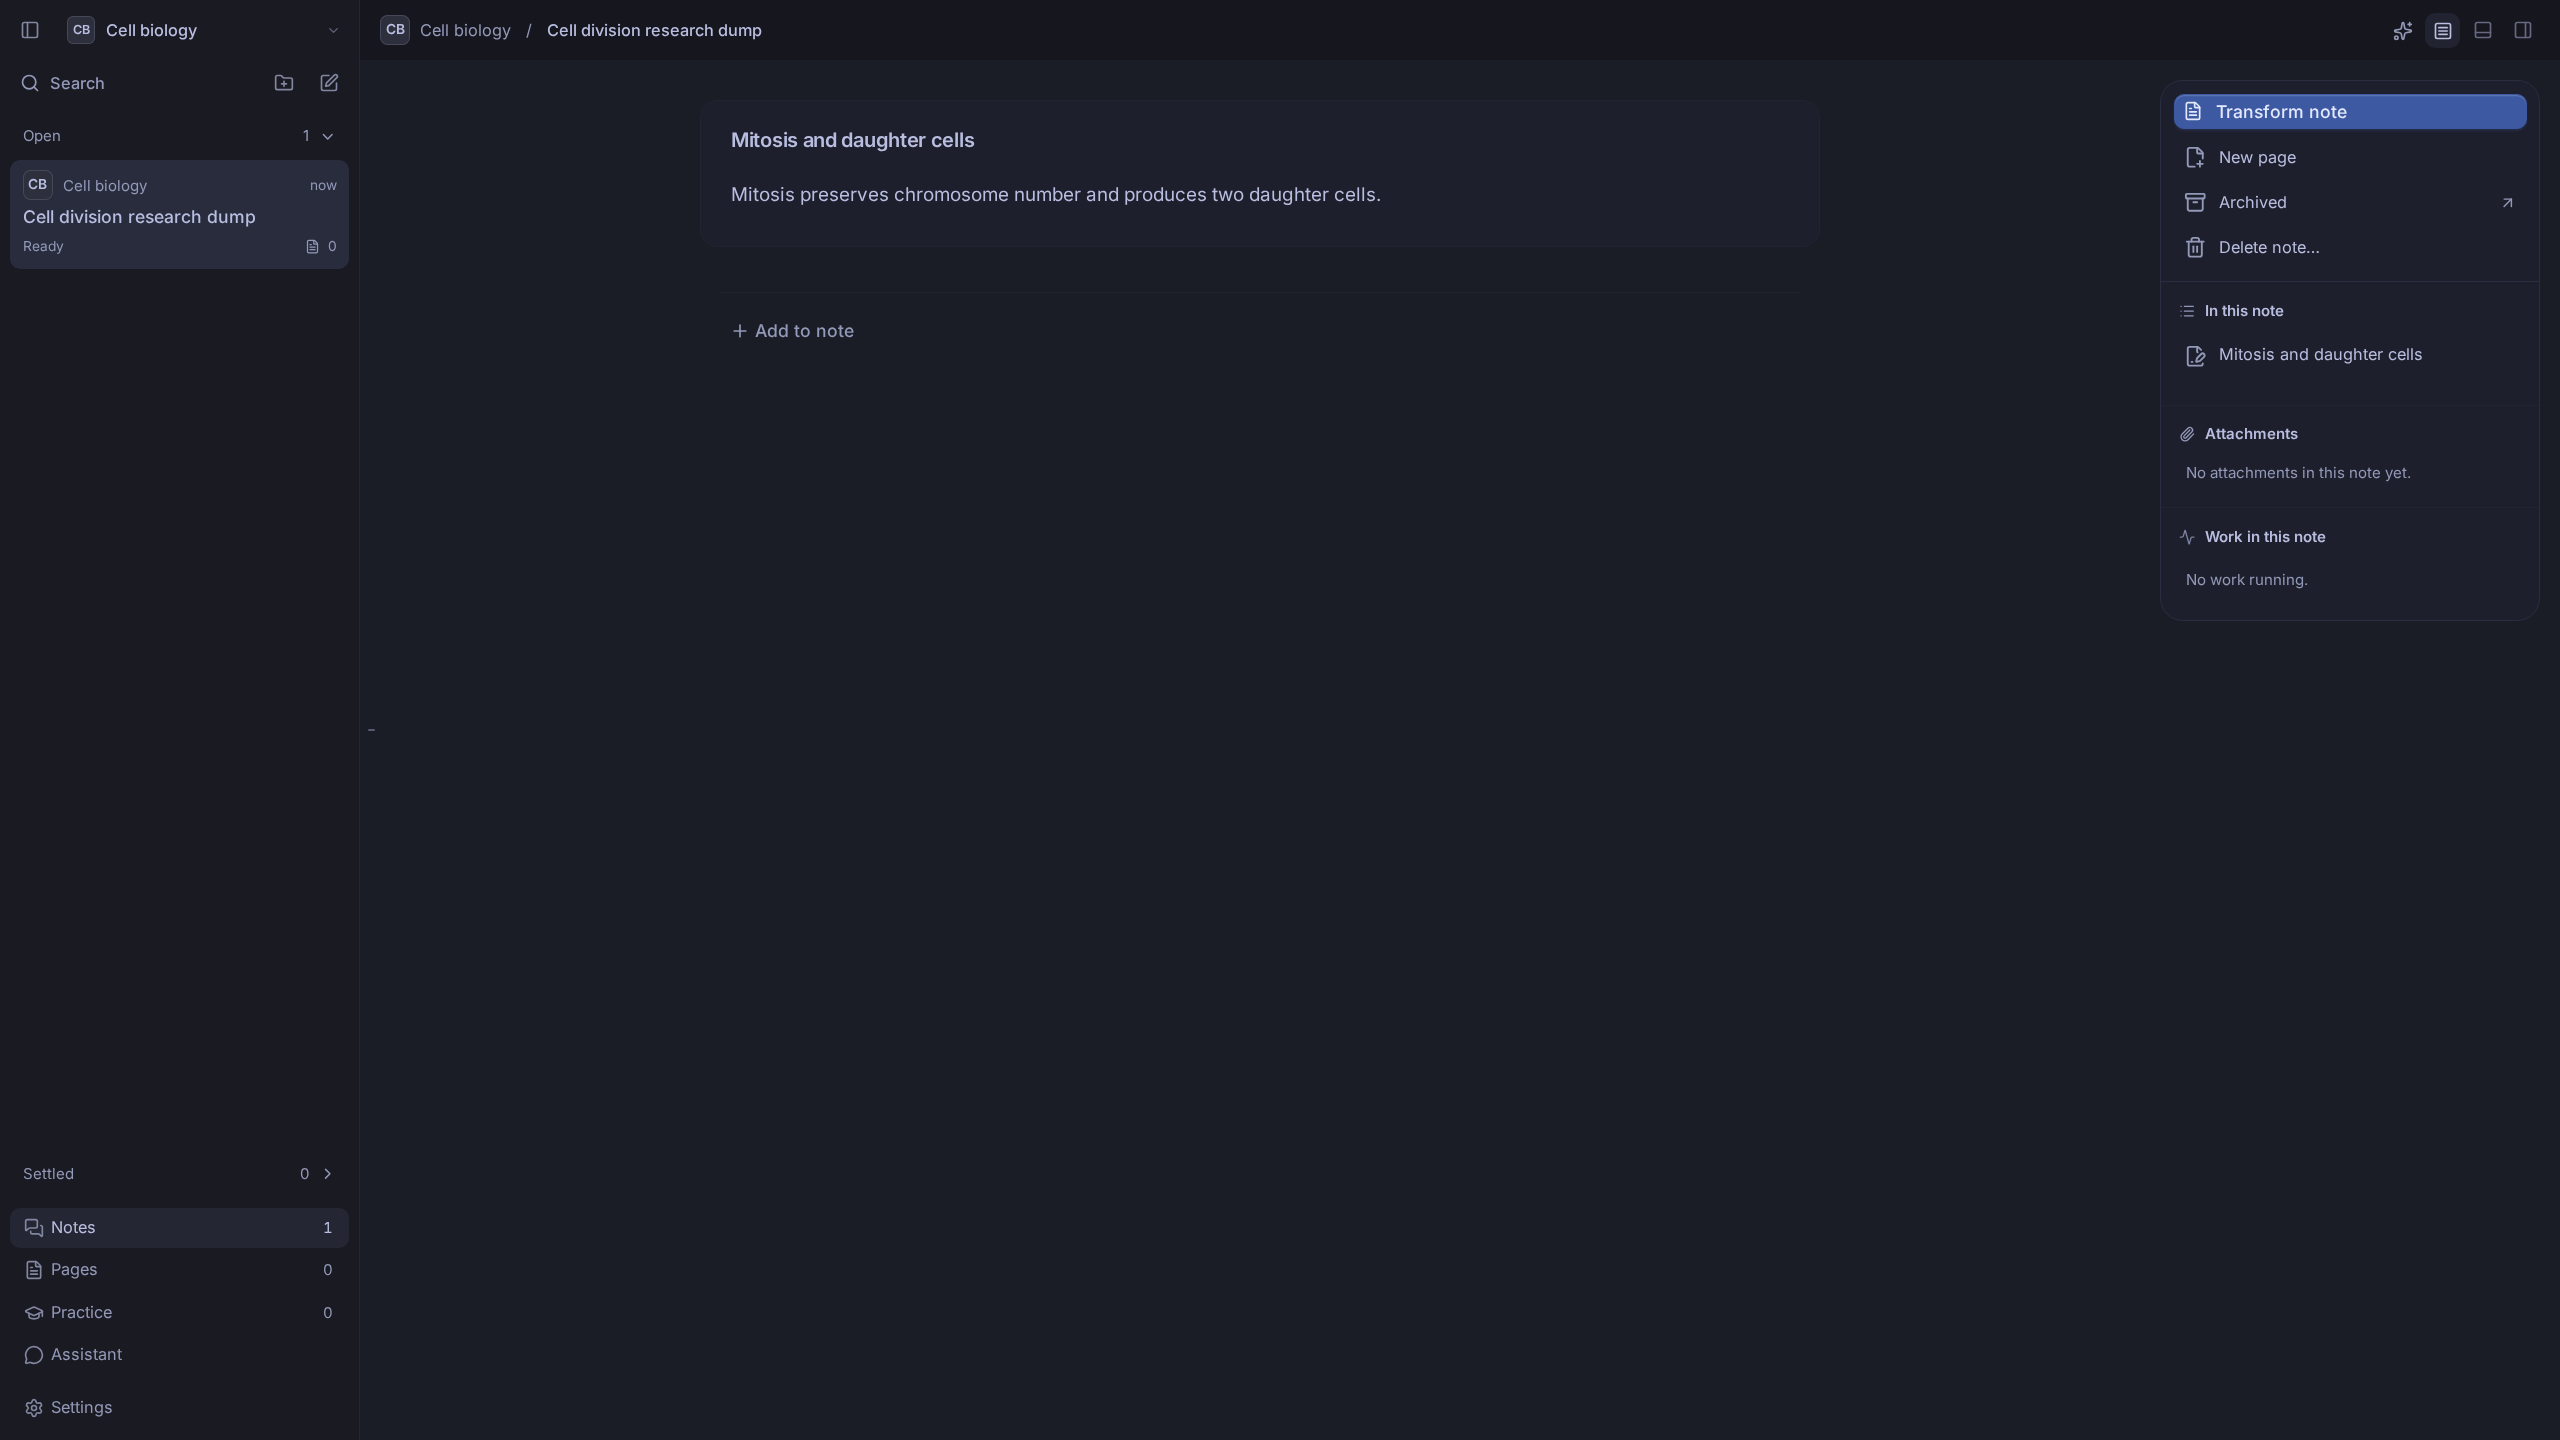 CB Cell biology
Search
Open 1
CB Cell biology now
Cell division research dump
Ready 0
Settled 0
Notes 1
Pages 0
Practice 0
Assistant
Settings
CB Cell biology / Cell division research dump
Mitosis and daughter cells
Mitosis preserves chromosome number and produces two daughter cells.
Add to note
Transform note
New page
Archived
Delete note...
In this note
Mitosis and daughter cells
Attachments
No attachments in this note yet.
Work in this note
No work running.